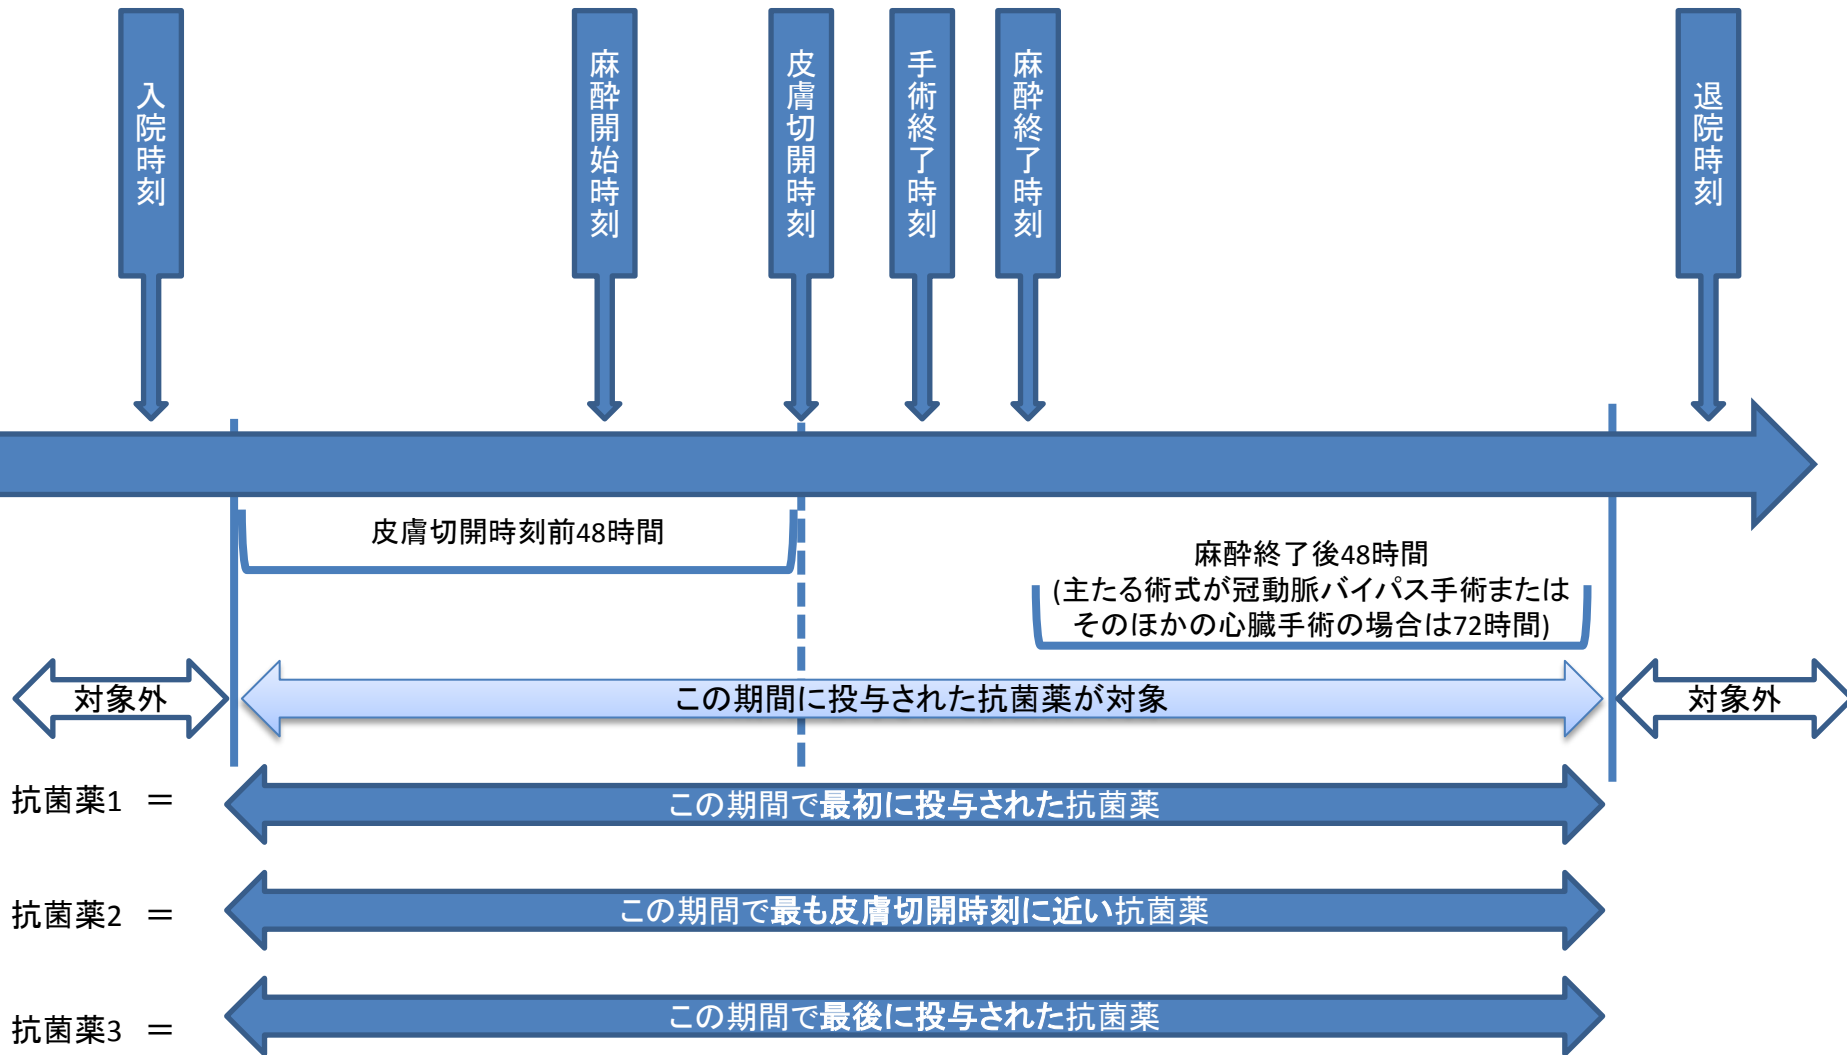 入院時刻
麻酔開始時刻
皮膚切開時刻
手術終了時刻
麻酔終了時刻
退院時刻
皮膚切開時刻前48時間
麻酔終了後48時間
(主たる術式が冠動脈バイパス手術または
そのほかの心臓手術の場合は72時間)
対象外
この期間に投与された抗菌薬が対象
対象外
抗菌薬1 ＝
この期間で最初に投与された抗菌薬
抗菌薬2 ＝
この期間で最も皮膚切開時刻に近い抗菌薬
抗菌薬3 ＝
この期間で最後に投与された抗菌薬